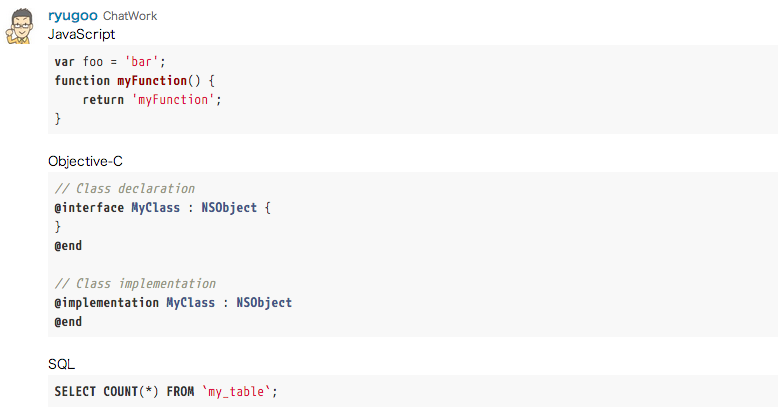 ryugoo ChatWork
JavaScript
var foo = 'bar';
function myFunction() {
    return 'myFunction';
}
Objective-C
// Class declaration
@interface MyClass : NSObject {
}
@end
// Class implementation
@implementation MyClass : NSObject
@end
SQL
SELECT COUNT(*) FROM `my_table`;